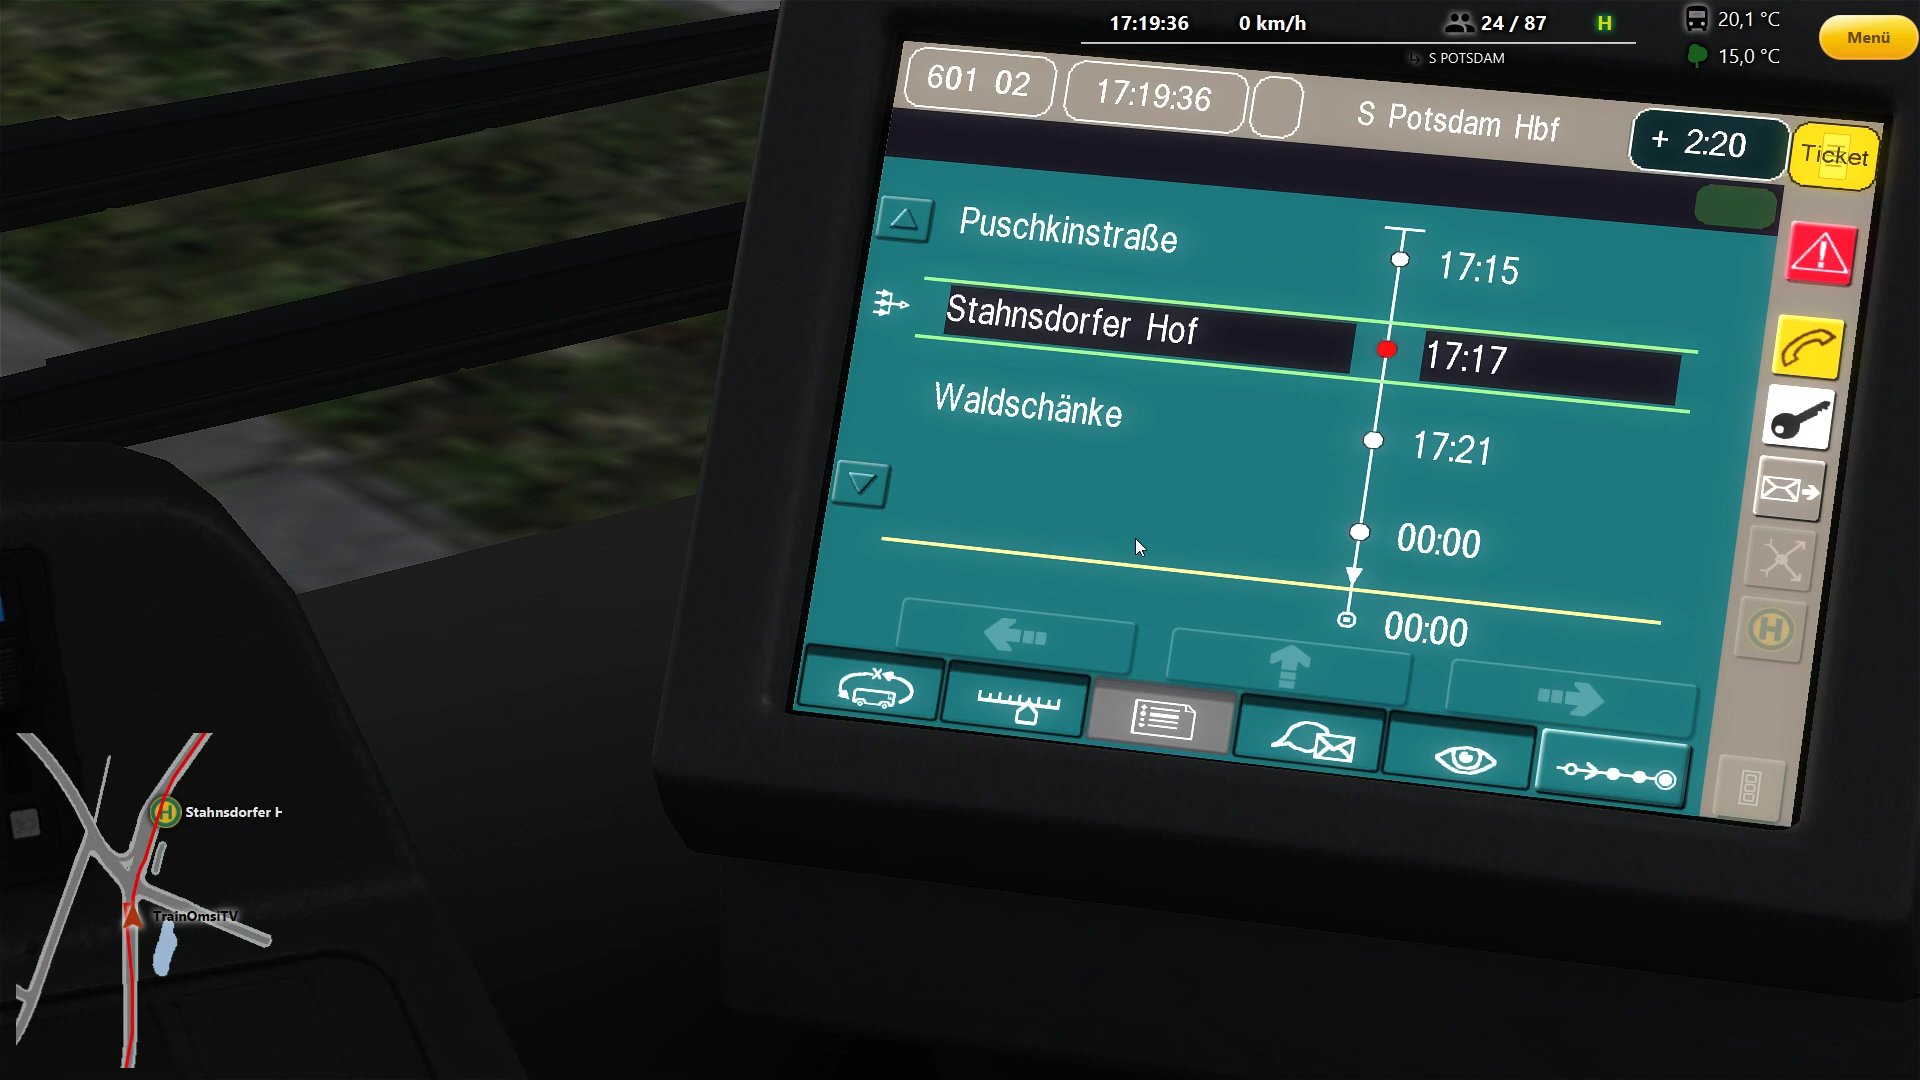 17:19:36 0 km/h 24 / 87 H 20,1 °C Menü
S POTSDAM 15,0 °C
601 02 17:19:36 S Potsdam Hbf + 2:20 Ticket
Puschkinstraße 17:15
Stahnsdorfer Hof 17:17
Waldschänke 17:21
00:00
00:00
H
H Stahnsdorfer H
TrainOmsiTV